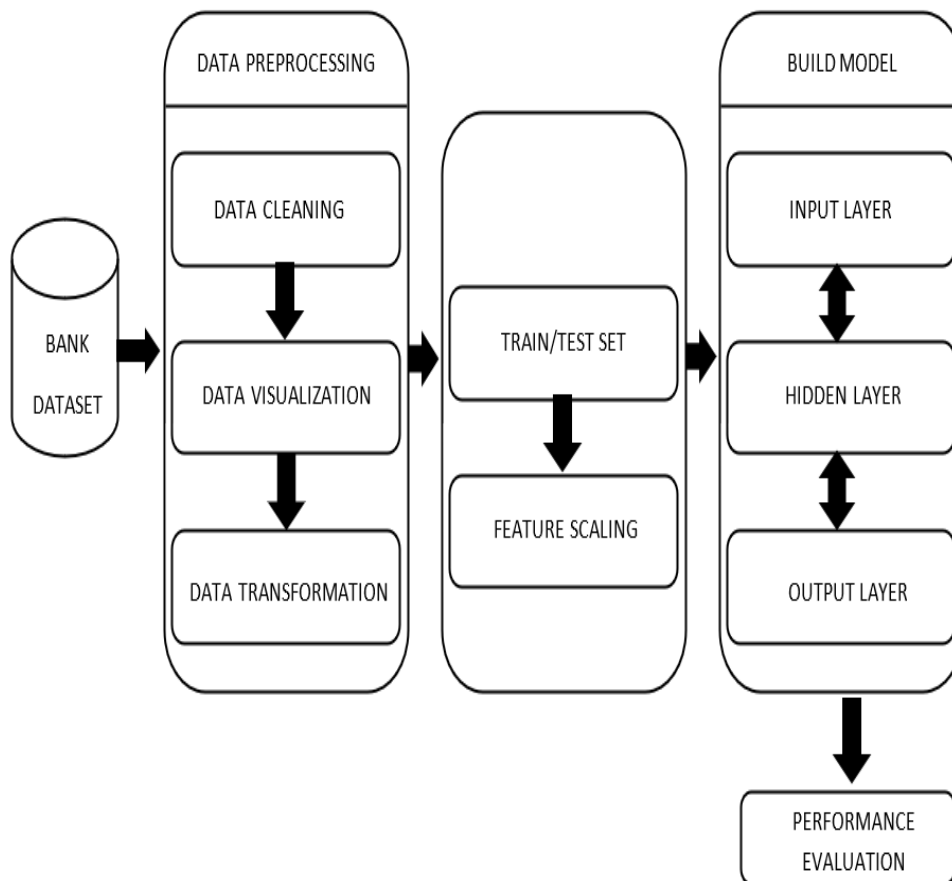 BANK
DATASET
DATA PREPROCESSING
DATA CLEANING
DATA VISUALIZATION
DATA TRANSFORMATION
TRAIN/TEST SET
FEATURE SCALING
BUILD MODEL
INPUT LAYER
HIDDEN LAYER
OUTPUT LAYER
PERFORMANCE
EVALUATION